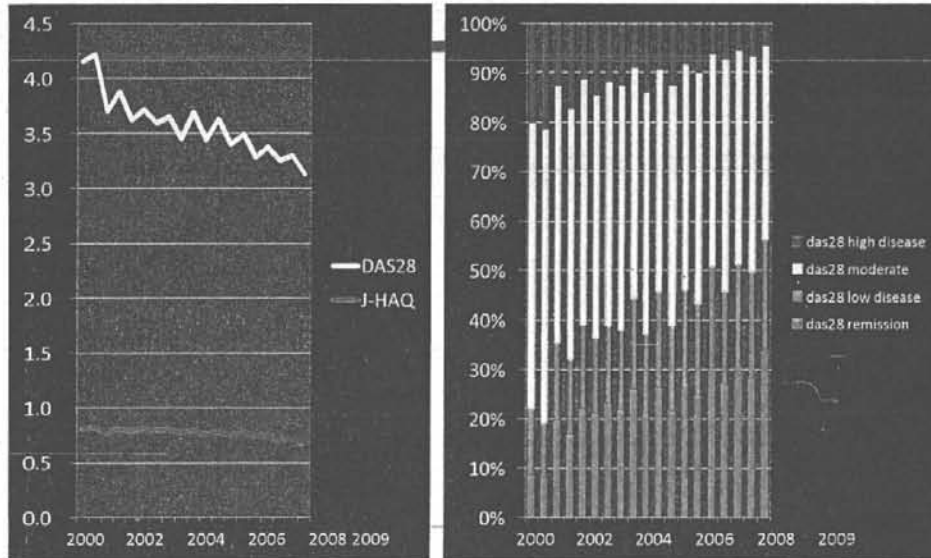 4.5
4.0
3.5
3.0
2.5
2.0
1.5
1.0
0.5
0.0
2000 2002 2004 2006 2008 2009
DAS28
J-HAQ
100%
90%
80%
70%
60%
50%
40%
30%
20%
10%
0%
2000 2002 2004 2006 2008 2009
das28 high disease
das28 moderate
das28 low disease
das28 remission